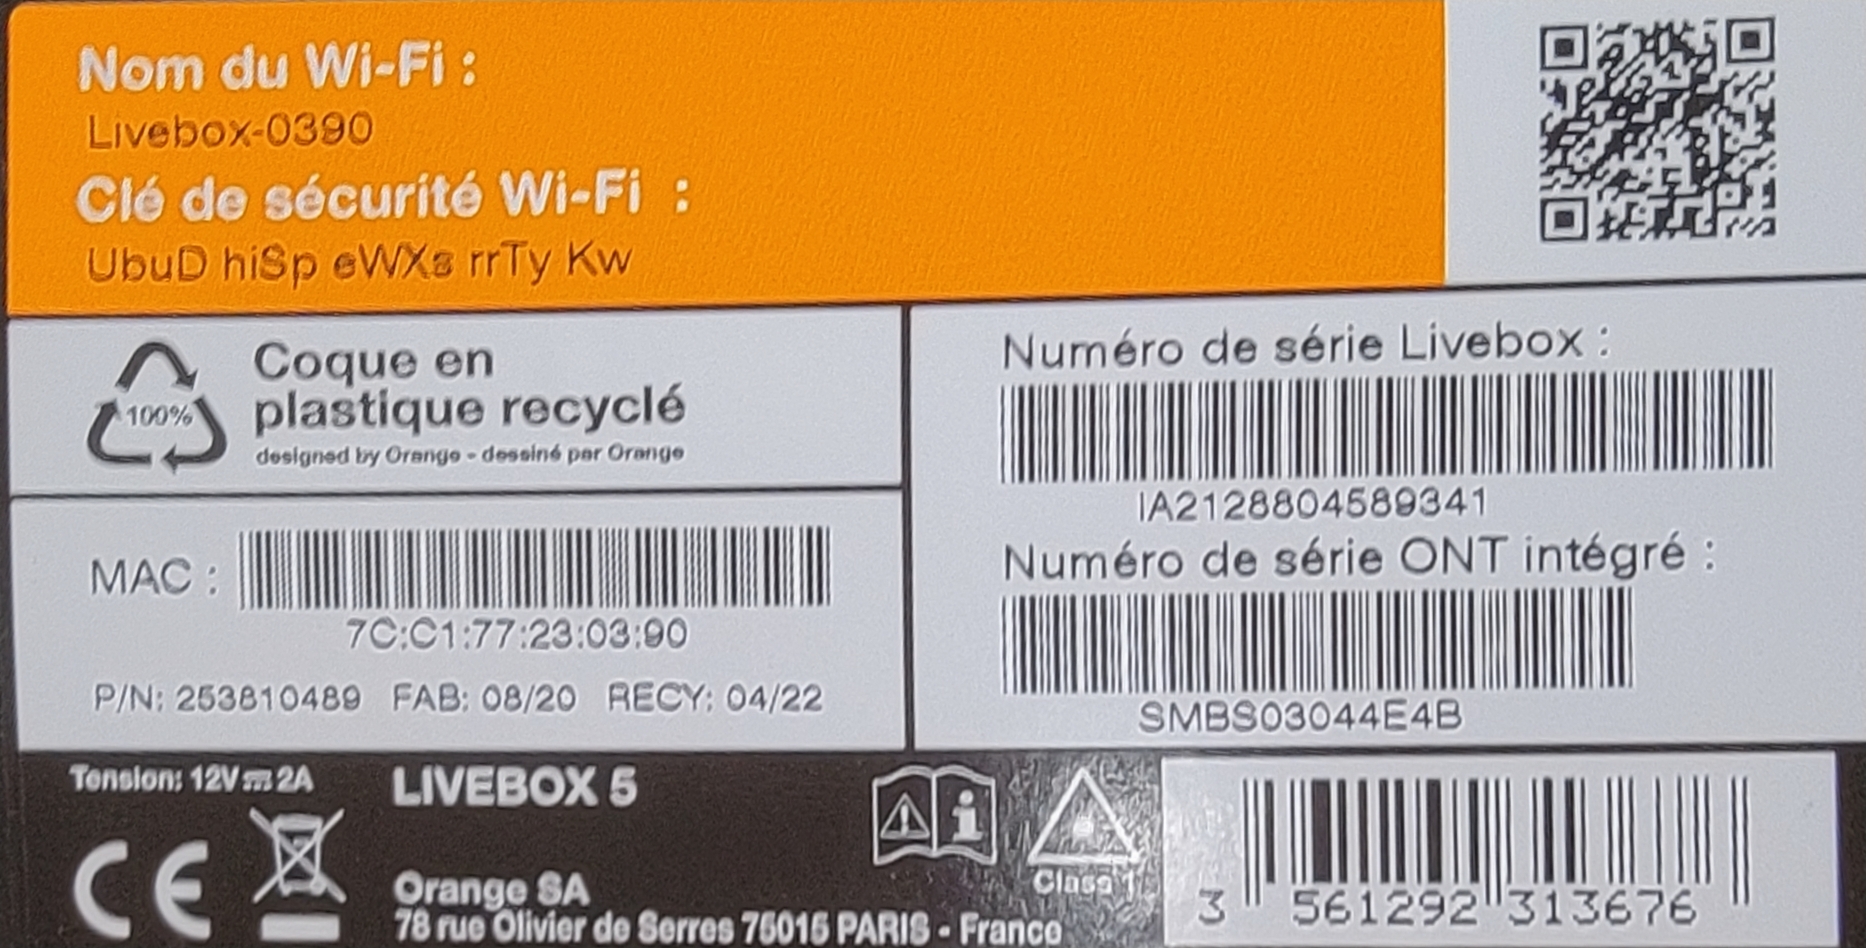 Nom du Wi-Fi :
Livebox-0390
Clé de sécurité Wi-Fi :
UbuD hiSp eWXs rrTy Kw
100%
Coque en
plastique recyclé
designed by Orange - dessiné par Orange
MAC :
7C:C1:77:23:03:90
P/N: 253810489 FAB: 08/20 RECY: 04/22
Numéro de série Livebox :
IA2128804589341
Numéro de série ONT intégré :
SMBS03044E4B
Tension: 12V⎓2A
LIVEBOX 5
CE
Orange SA
78 rue Olivier de Serres 75015 PARIS - France
Class 1
3 561292 313676